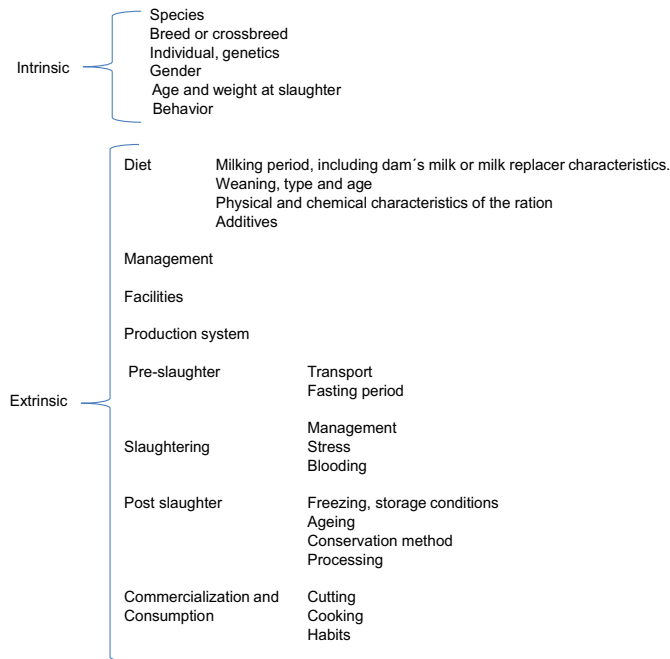 Intrinsic
Species
Breed or crossbreed
Individual, genetics
Gender
Age and weight at slaughter
Behavior
Extrinsic
Diet
Milking period, including dam´s milk or milk replacer characteristics.
Weaning, type and age
Physical and chemical characteristics of the ration
Additives
Management
Facilities
Production system
Pre-slaughter
Transport
Fasting period
Slaughtering
Management
Stress
Blooding
Post slaughter
Freezing, storage conditions
Ageing
Conservation method
Processing
Commercialization and
Consumption
Cutting
Cooking
Habits